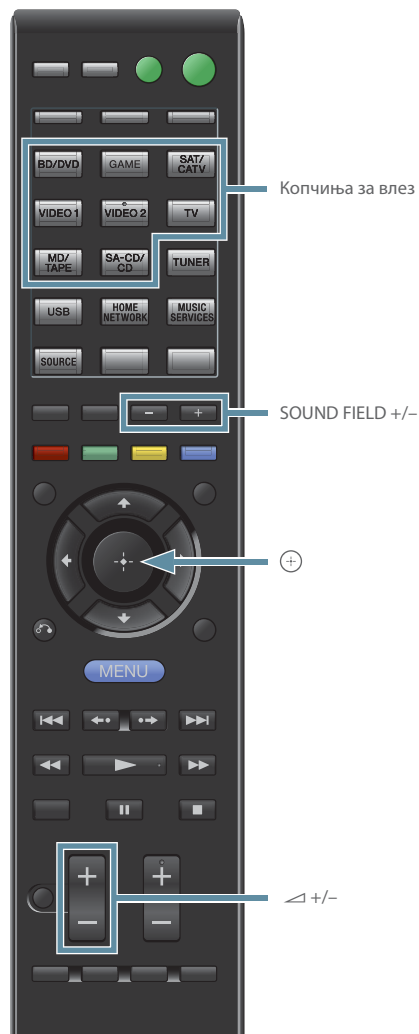 BD/DVD
GAME
SAT/
CATV
Копчиња за влез
VIDEO 1
VIDEO 2
TV
MD/
TAPE
SA-CD/
CD
TUNER
USB
HOME
NETWORK
MUSIC
SERVICES
SOURCE
– +
SOUND FIELD +/–
MENU
+
–
+
–
+/–